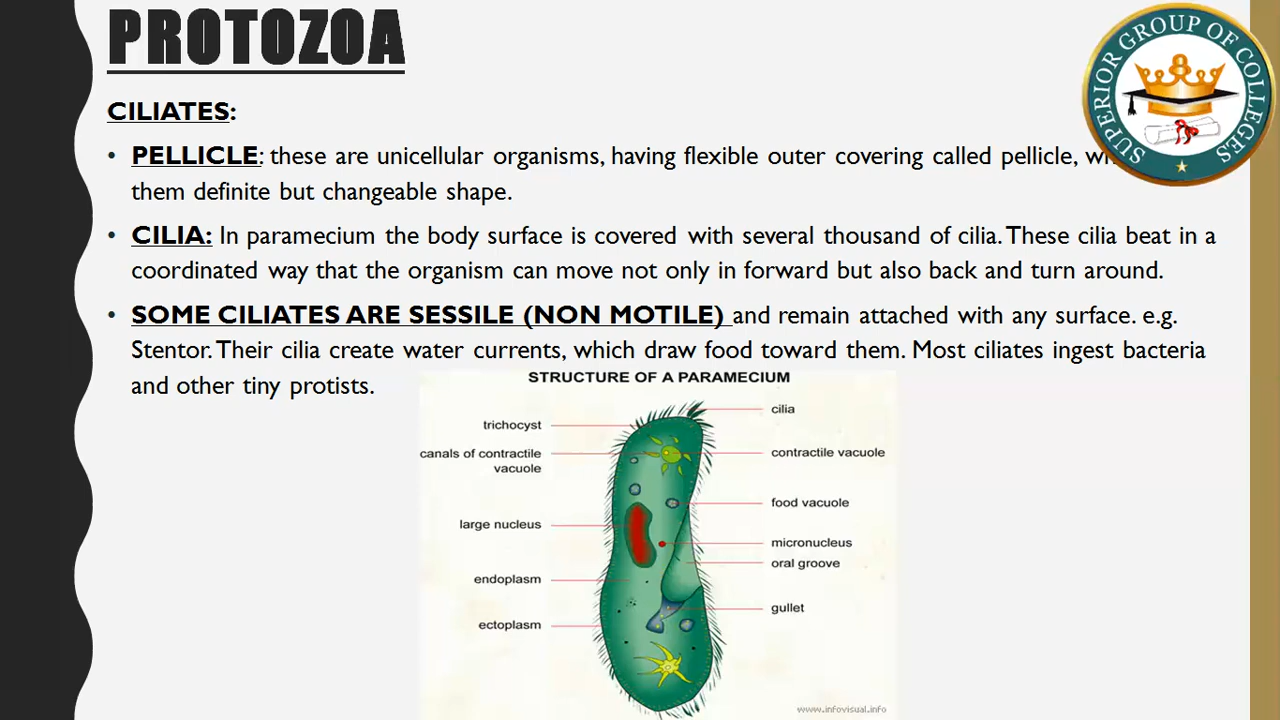 PROTOZOA
SUPERIOR GROUP OF COLLEGES
CILIATES:
• PELLICLE: these are unicellular organisms, having flexible outer covering called pellicle,
them definite but changeable shape.
• CILIA: In paramecium the body surface is covered with several thousand of cilia. These cilia beat in a
coordinated way that the organism can move not only in forward but also back and turn around.
• SOME CILIATES ARE SESSILE (NON MOTILE) and remain attached with any surface. e.g.
Stentor. Their cilia create water currents, which draw food toward them. Most ciliates ingest bacteria
and other tiny protists.
STRUCTURE OF A PARAMECIUM
cilia
trichocyst
canals of contractile
vacuole
contractile vacuole
food vacuole
large nucleus
micronucleus
oral groove
endoplasm
gullet
ectoplasm
www.infovisual.info